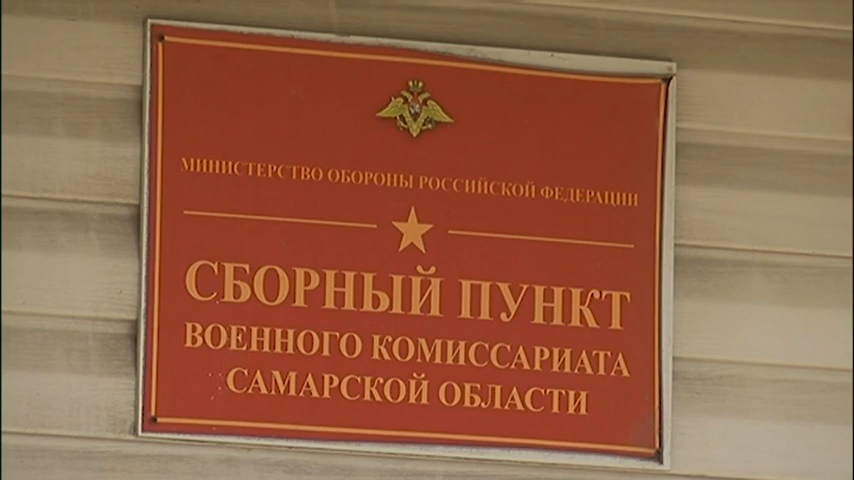 МИНИСТЕРСТВО ОБОРОНЫ РОССИЙСКОЙ ФЕДЕРАЦИИ
СБОРНЫЙ ПУНКТ
ВОЕННОГО КОМИССАРИАТА
САМАРСКОЙ ОБЛАСТИ